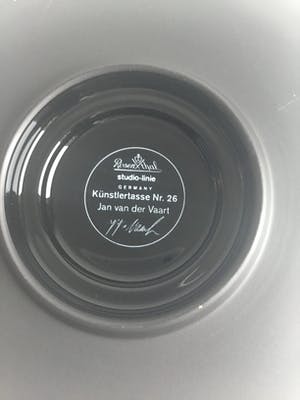 Rosenthal
studio-linie
GERMANY
Künstlertasse Nr. 26
Jan van der Vaart